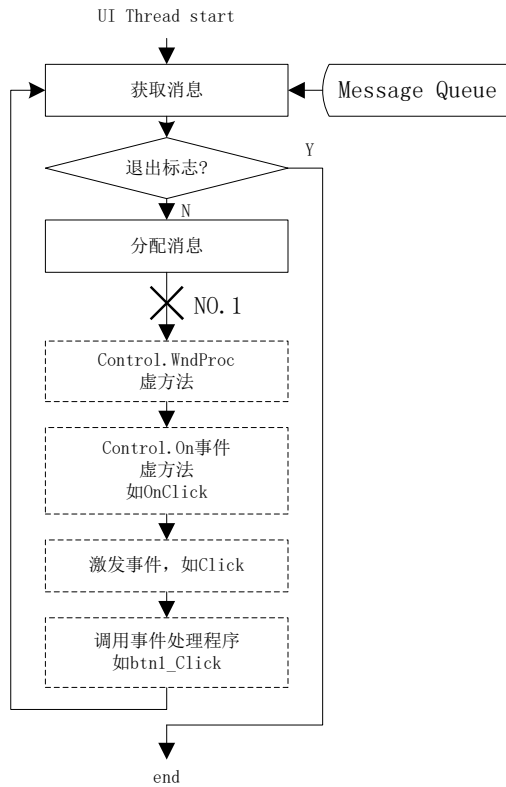 UI Thread start
获取消息
Message Queue
退出标志?
Y
N
分配消息
NO.1
Control.WndProc
虚方法
Control.On事件
虚方法
如OnClick
激发事件，如Click
调用事件处理程序
如btn1_Click
end